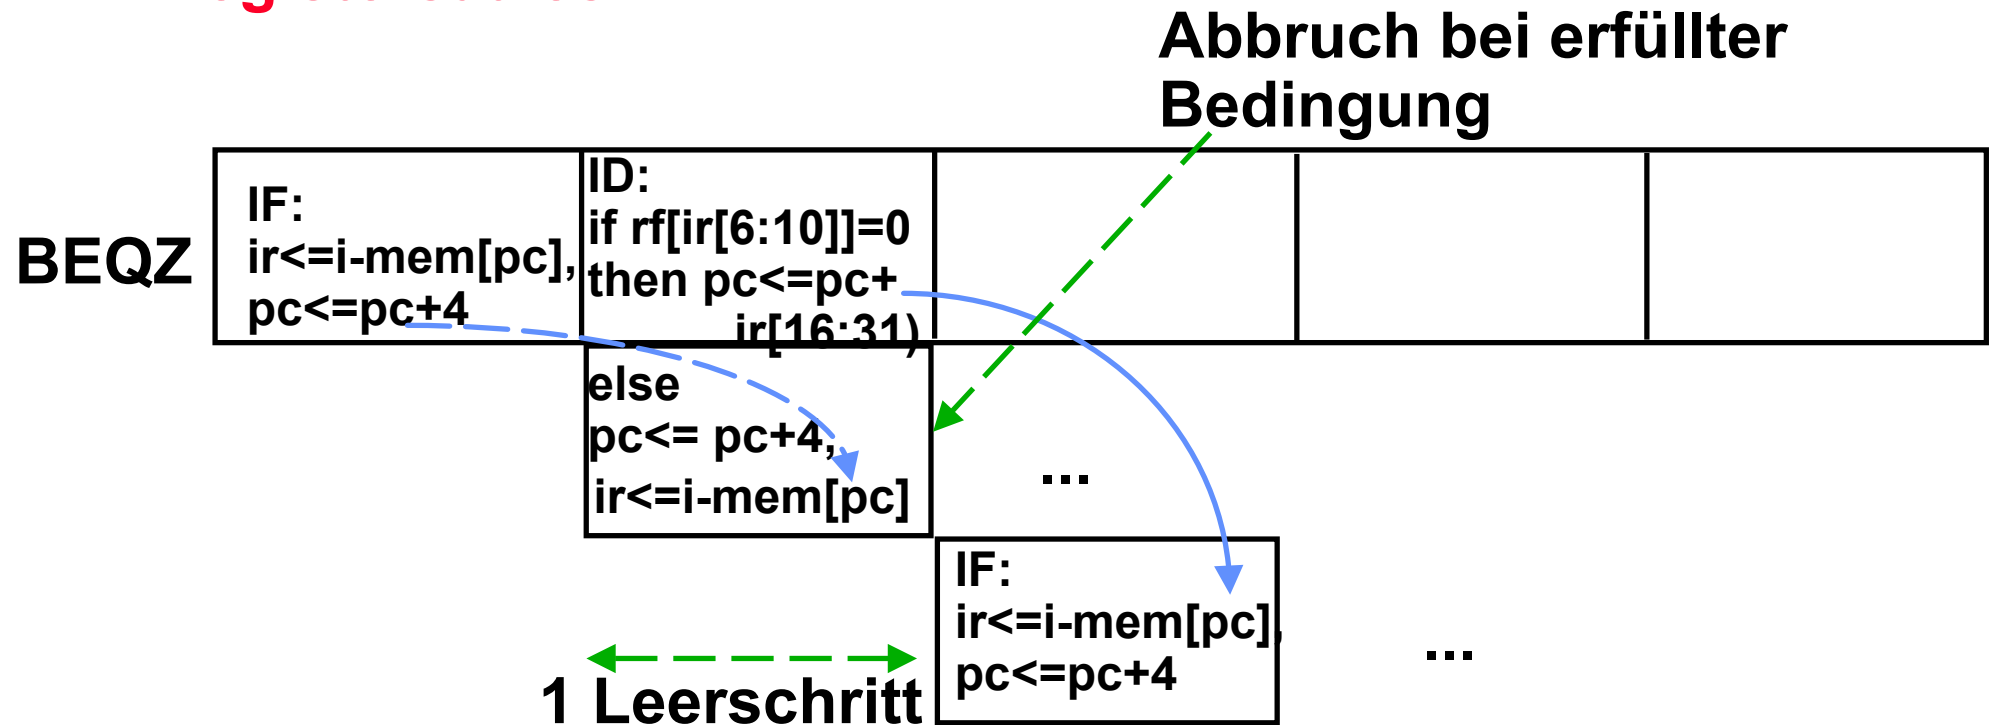 Abbruch bei erfüllter
Bedingung
BEQZ
IF:
ir<=i-mem[pc],
pc<=pc+4
ID:
if rf[ir[6:10]]=0
then pc<=pc+
ir[16:31)
else
pc<= pc+4,
ir<=i-mem[pc]
...
IF:
ir<=i-mem[pc],
pc<=pc+4
...
1 Leerschritt